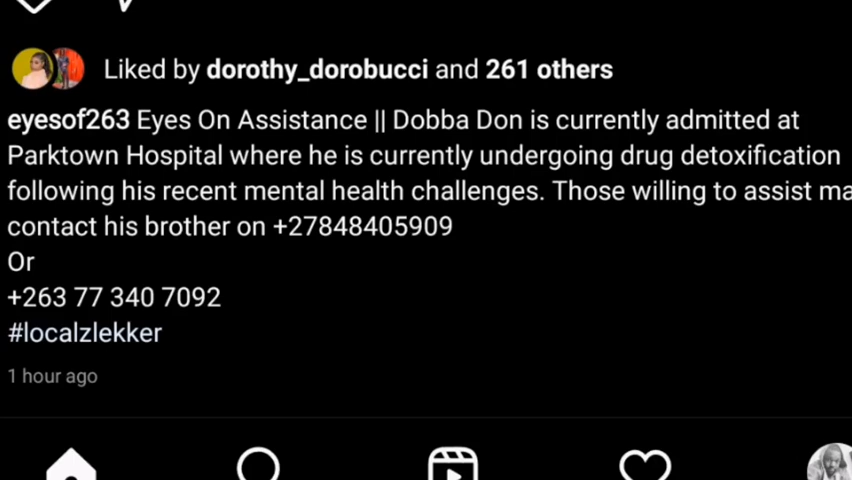 Liked by dorothy_dorobucci and 261 others
eyesof263 Eyes On Assistance || Dobba Don is currently admitted at
Parktown Hospital where he is currently undergoing drug detoxification
following his recent mental health challenges. Those willing to assist ma
contact his brother on +27848405909
Or
+263 77 340 7092
#localzlekker
1 hour ago